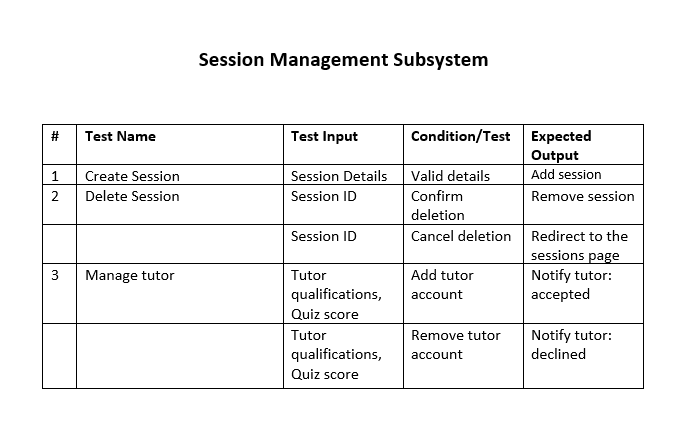 Session Management Subsystem
# Test Name Test Input Condition/Test Expected
Output
1 Create Session Session Details Valid details Add session
2 Delete Session Session ID Confirm
deletion Remove session
Session ID Cancel deletion Redirect to the
sessions page
3 Manage tutor Tutor
qualifications,
Quiz score Add tutor
account Notify tutor:
accepted
Tutor
qualifications,
Quiz score Remove tutor
account Notify tutor:
declined